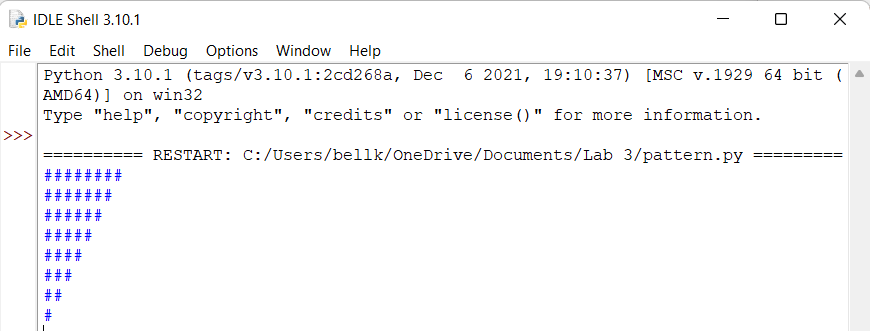 IDLE Shell 3.10.1
File Edit Shell Debug Options Window Help
Python 3.10.1 (tags/v3.10.1:2cd268a, Dec  6 2021, 19:10:37) [MSC v.1929 64 bit (
AMD64)] on win32
Type "help", "copyright", "credits" or "license()" for more information.
>>>
========== RESTART: C:/Users/bellk/OneDrive/Documents/Lab 3/pattern.py =========
########
#######
######
#####
####
###
##
#